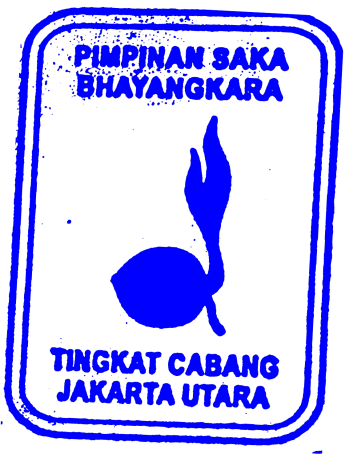 PIMPINAN SAKA
BHAYANGKARA
TINGKAT CABANG
JAKARTA UTARA